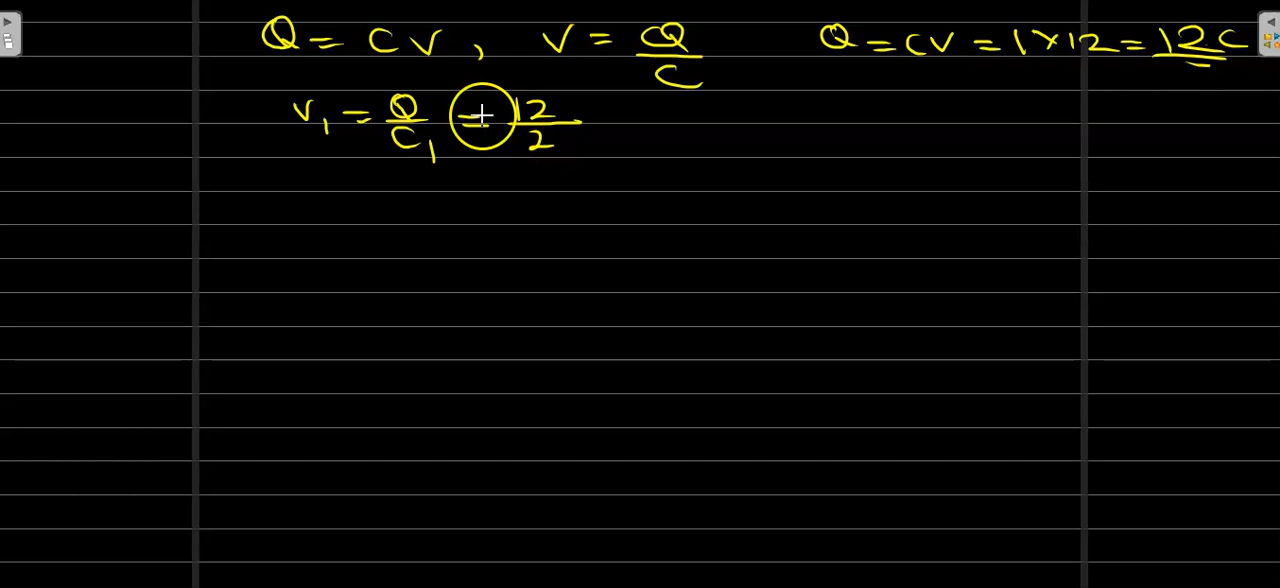 Q = CV, V = Q/C Q = CV = 1×12 = 12C
V₁ = Q/C₁ = 12/2